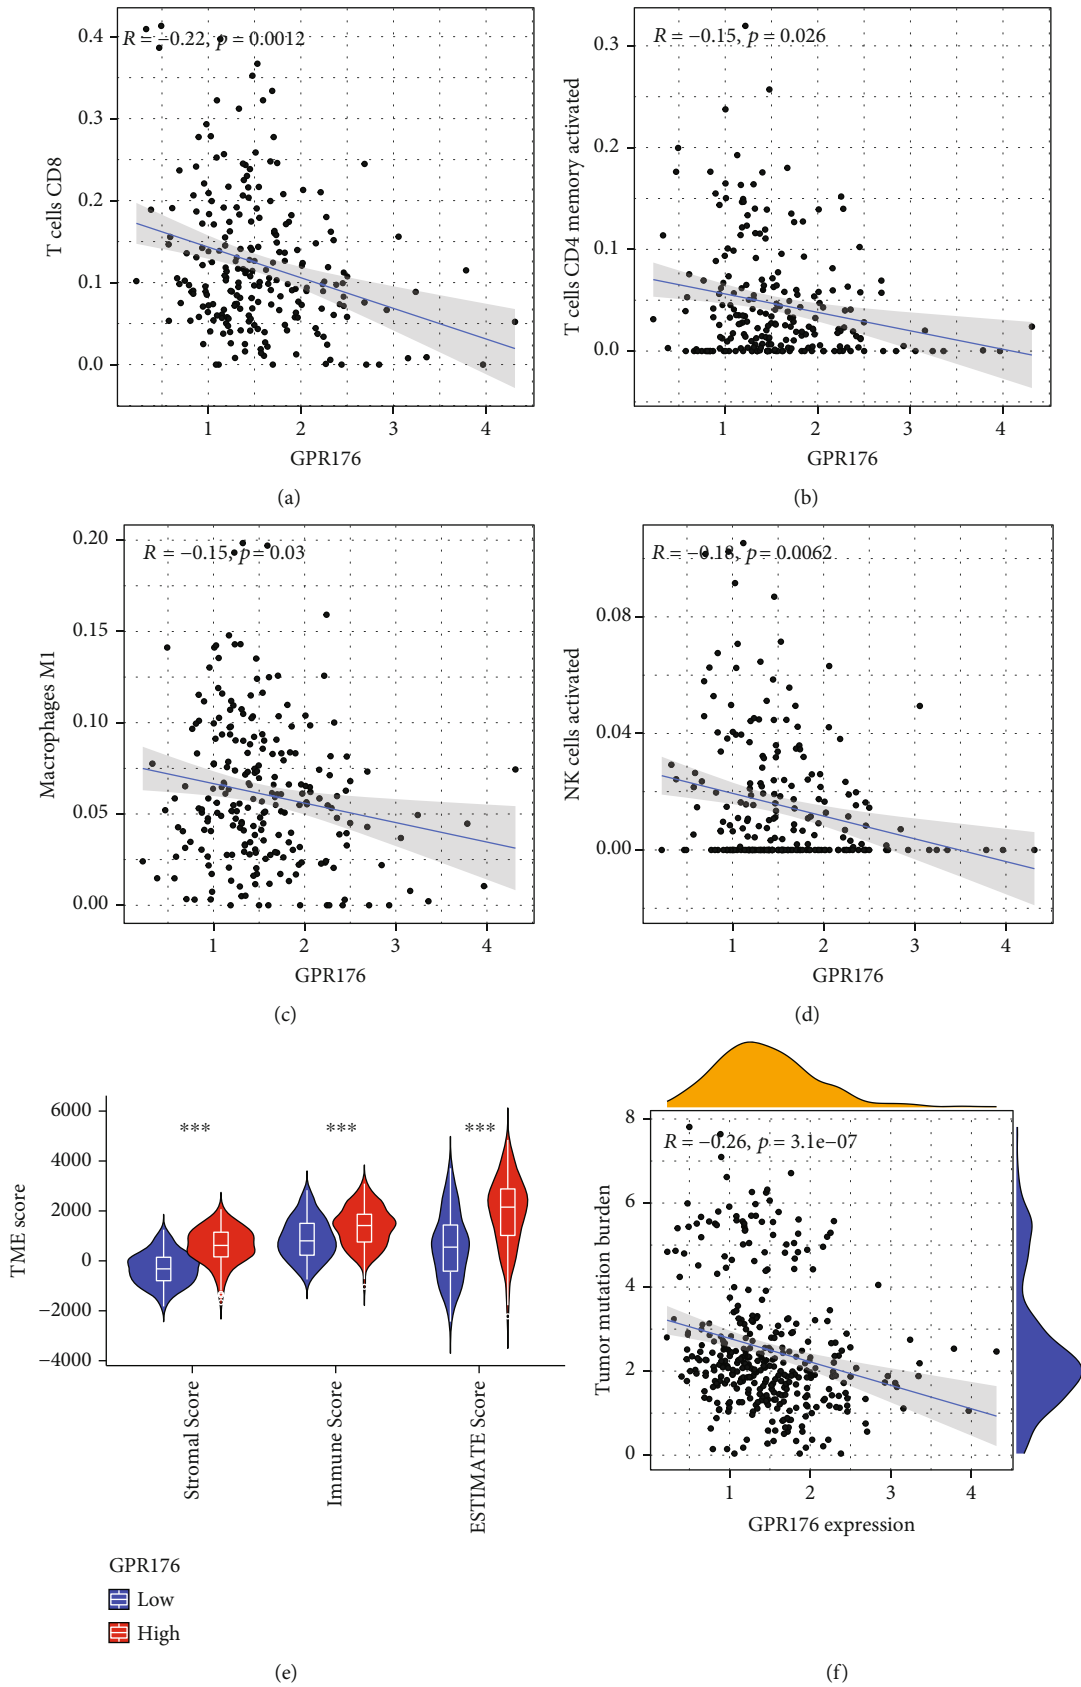 R = −0.22, p = 0.0012
T cells CD8
0.4
0.3
0.2
0.1
0.0
1 2 3 4
GPR176
(a)
R = −0.15, p = 0.026
T cells CD4 memory activated
0.3
0.2
0.1
0.0
1 2 3 4
GPR176
(b)
R = −0.15, p = 0.03
Macrophages M1
0.20
0.15
0.10
0.05
0.00
1 2 3 4
GPR176
(c)
R = −0.18, p = 0.0062
NK cells activated
0.08
0.04
0.00
1 2 3 4
GPR176
(d)
TME score
6000
4000
2000
0
−2000
−4000
*** *** ***
Stromal Score
Immune Score
ESTIMATE Score
GPR176
Low
High
(e)
R = −0.26, p = 3.1e−07
Tumor mutation burden
8
6
4
2
0
1 2 3 4
GPR176 expression
(f)